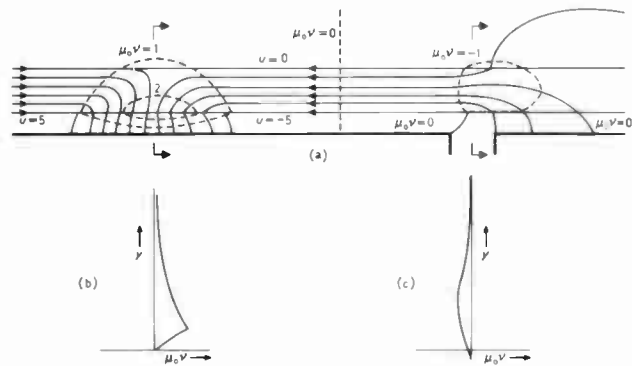 μ₀ν=1
μ₀ν=0
μ₀ν=-1
υ=0
2
υ=5
υ=-5
μ₀ν=0
μ₀ν=0
(a)
y
(b)
μ₀ν
y
(c)
μ₀ν